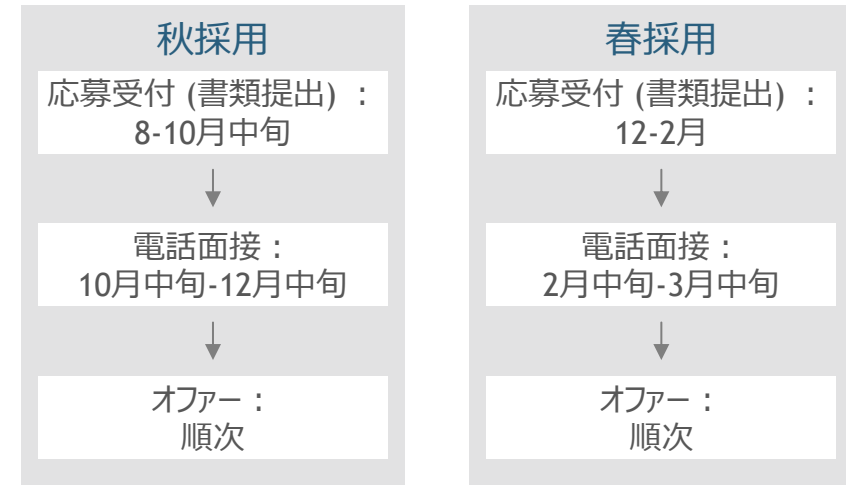 秋採用
応募受付 (書類提出) :
8-10月中旬
電話面接：
10月中旬-12月中旬
オファー：
順次
春採用
応募受付 (書類提出) :
12-2月
電話面接：
2月中旬-3月中旬
オファー：
順次